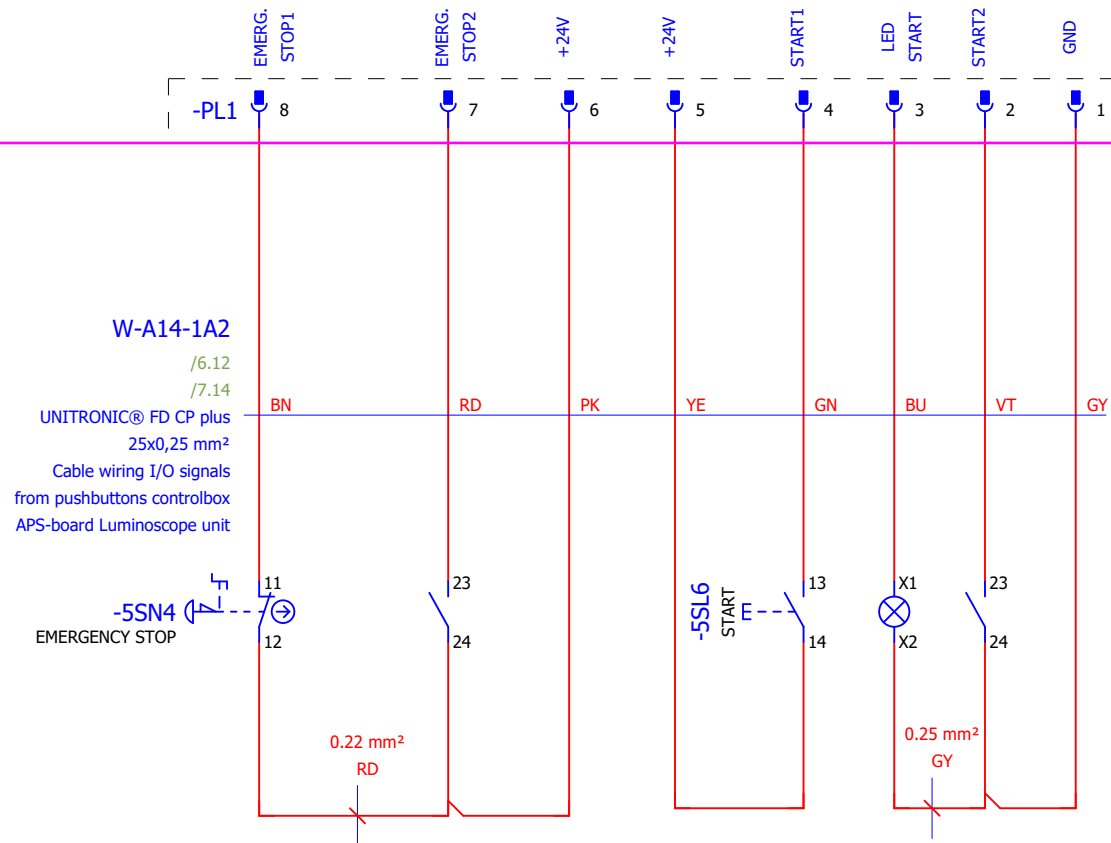 EMERG.
STOP1
EMERG.
STOP2
+24V
+24V
START1
LED
START
START2
GND
-PL1
8
7
6
5
4
3
2
1
W-A14-1A2
/6.12
/7.14
UNITRONIC® FD CP plus
25x0,25 mm²
Cable wiring I/O signals
from pushbuttons controlbox
APS-board Luminoscope unit
BN
RD
PK
YE
GN
BU
VT
GY
-5SN4
EMERGENCY STOP
11
12
23
24
-5SL6
START
13
14
X1
X2
23
24
0.22 mm²
RD
0.25 mm²
GY